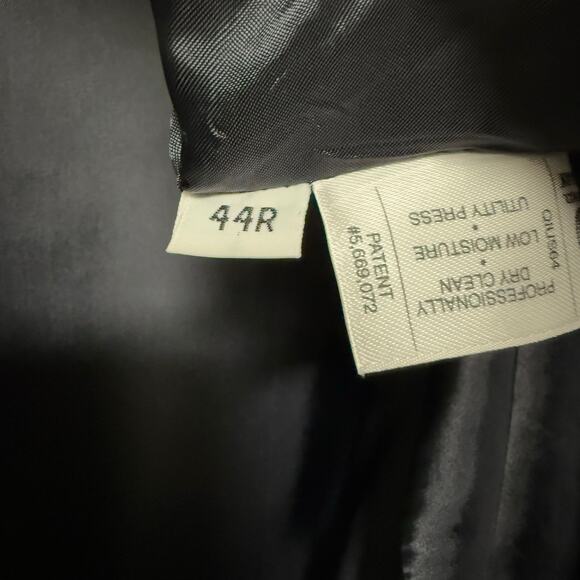 44R
PATENT
#5,669,072
PROFESSIONALLY
DRY CLEAN
•
LOW MOISTURE
•
UTILITY PRESS